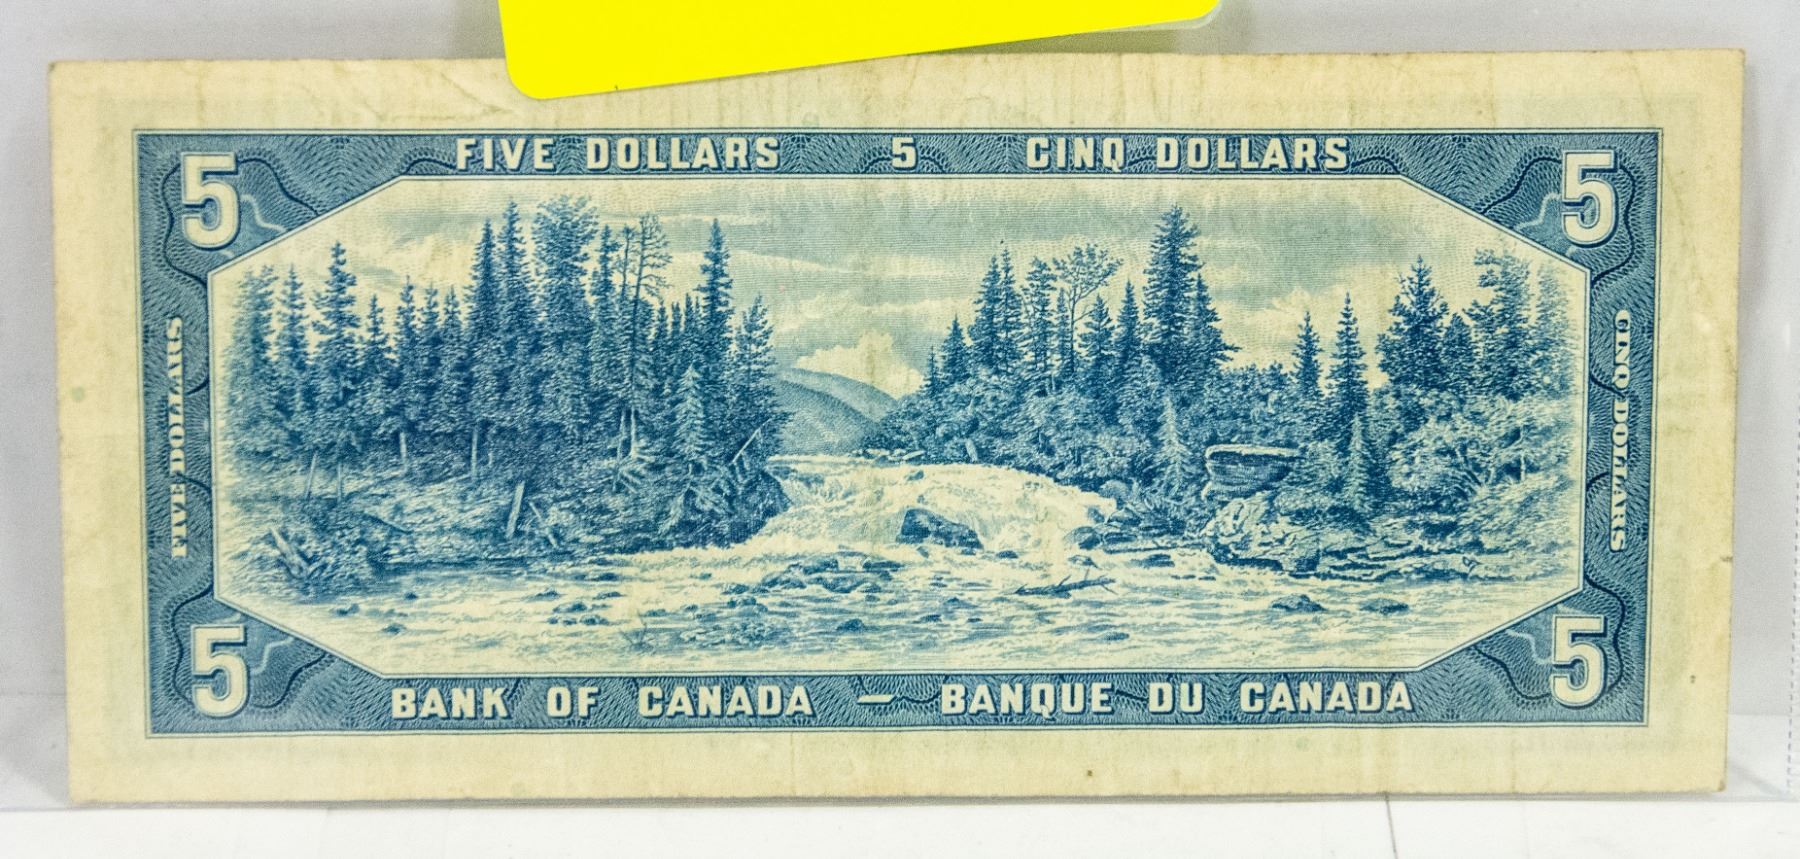 FIVE DOLLARS 5 CINQ DOLLARS
5 5
FIVE DOLLARS
CINQ DOLLARS
5 5
BANK OF CANADA — BANQUE DU CANADA